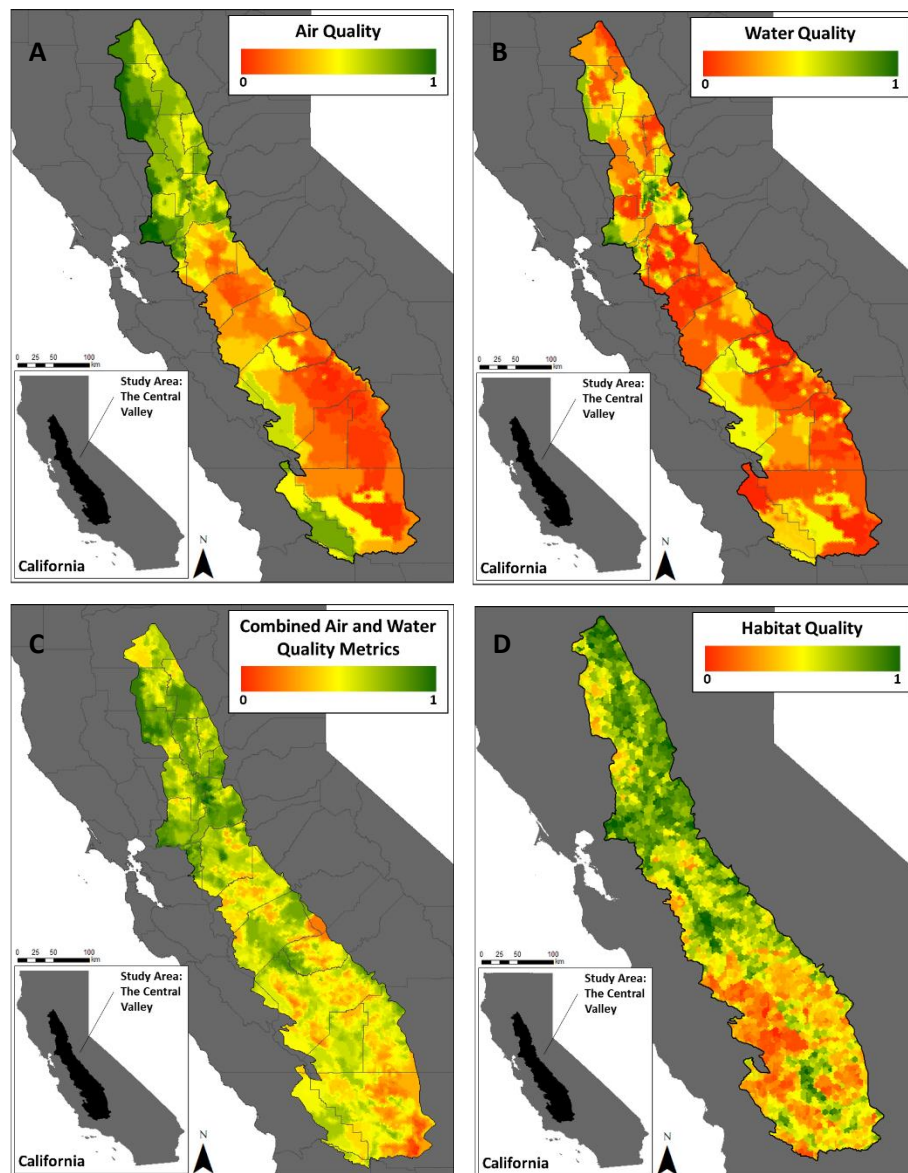 A
Air Quality
0 1
0 25 50 100
km
Study Area:
The Central
Valley
California
N
B
Water Quality
0 1
0 25 50 100
km
Study Area:
The Central
Valley
California
N
C
Combined Air and Water
Quality Metrics
0 1
0 25 50 100
km
Study Area:
The Central
Valley
California
N
D
Habitat Quality
0 1
0 25 50 100
km
Study Area:
The Central
Valley
California
N